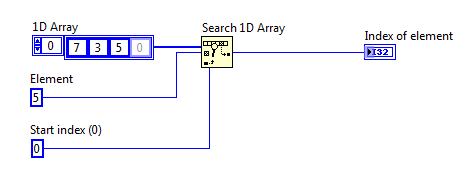 1D Array
0 7 3 5 0
Search 1D Array
Index of element
I32
Element
5
Start index (0)
0